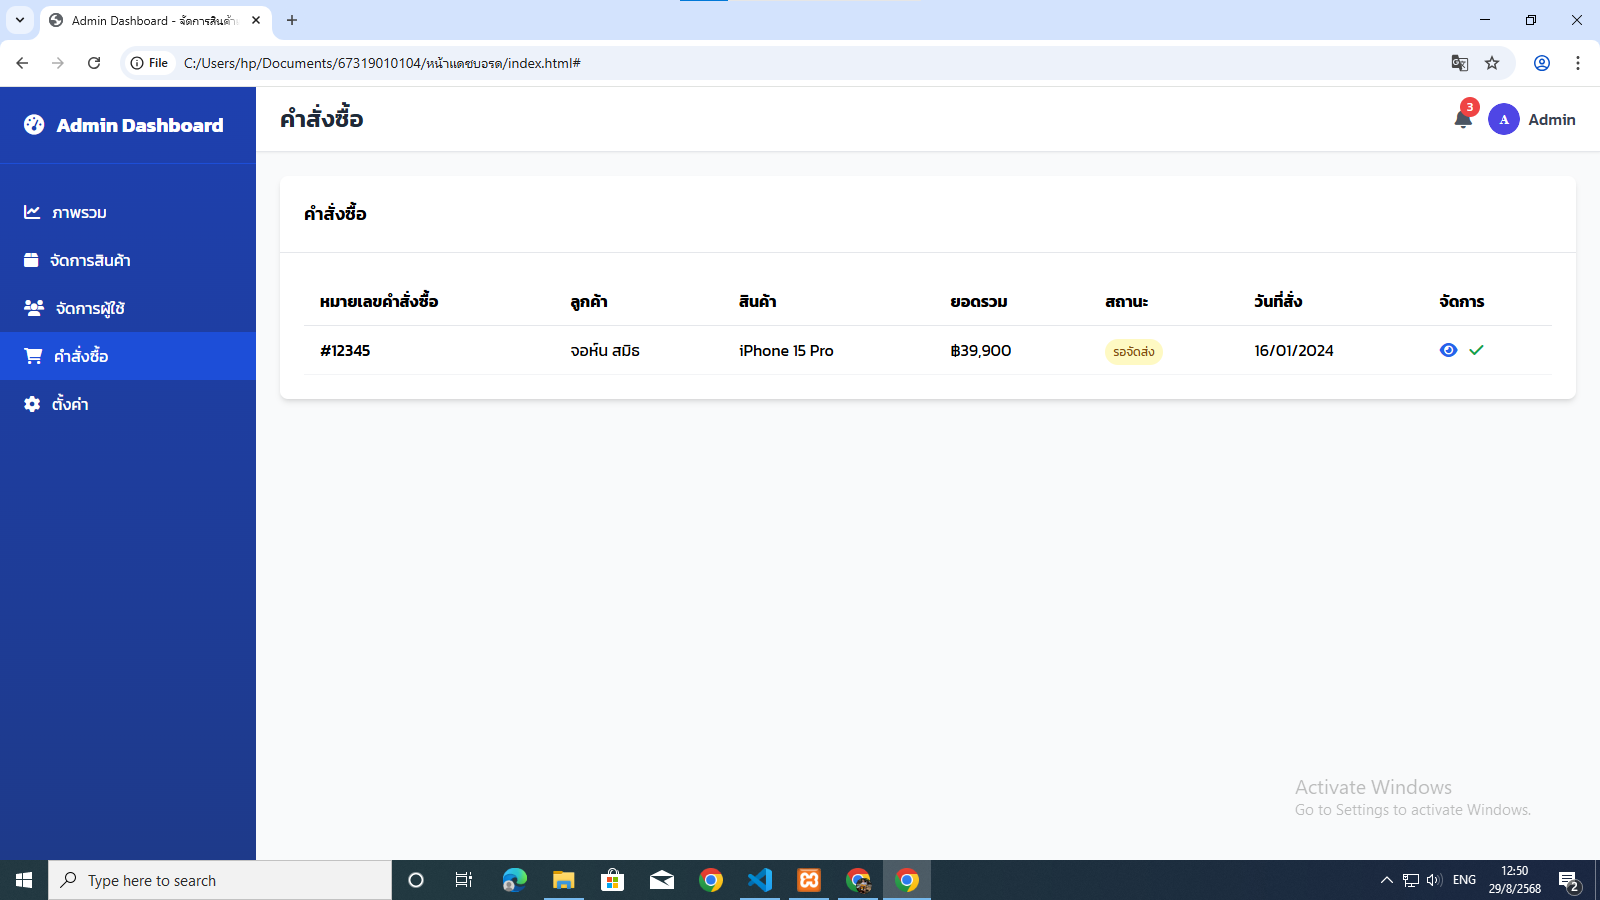 Admin Dashboard - จัดการสินค้า
File
C:/Users/hp/Documents/67319010104/หน้าแดชบอรด/index.html#
Admin Dashboard
คำสั่งซื้อ
3
A
Admin
ภาพรวม
จัดการสินค้า
จัดการผู้ใช้
คำสั่งซื้อ
ตั้งค่า
คำสั่งซื้อ
หมายเลขคำสั่งซื้อ ลูกค้า สินค้า ยอดรวม สถานะ วันที่สั่ง จัดการ
#12345 จอห์น สมิธ iPhone 15 Pro ฿39,900 รอจัดส่ง 16/01/2024
Activate Windows
Go to Settings to activate Windows.
Type here to search
ENG
12:50
29/8/2568
2